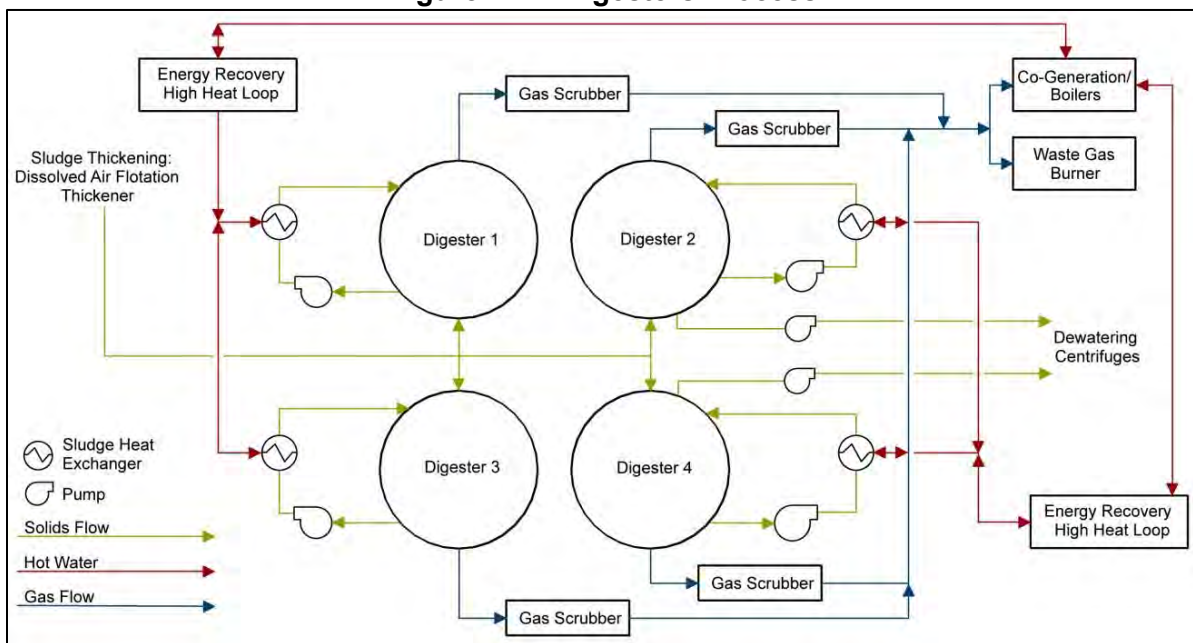 Energy Recovery
High Heat Loop
Gas Scrubber
Co-Generation/
Boilers
Gas Scrubber
Waste Gas
Burner
Sludge Thickening:
Dissolved Air Flotation
Thickener
Digester 1
Digester 2
Dewatering
Centrifuges
Digester 3
Digester 4
Sludge Heat
Exchanger
Pump
Solids Flow
Hot Water
Gas Flow
Energy Recovery
High Heat Loop
Gas Scrubber
Gas Scrubber